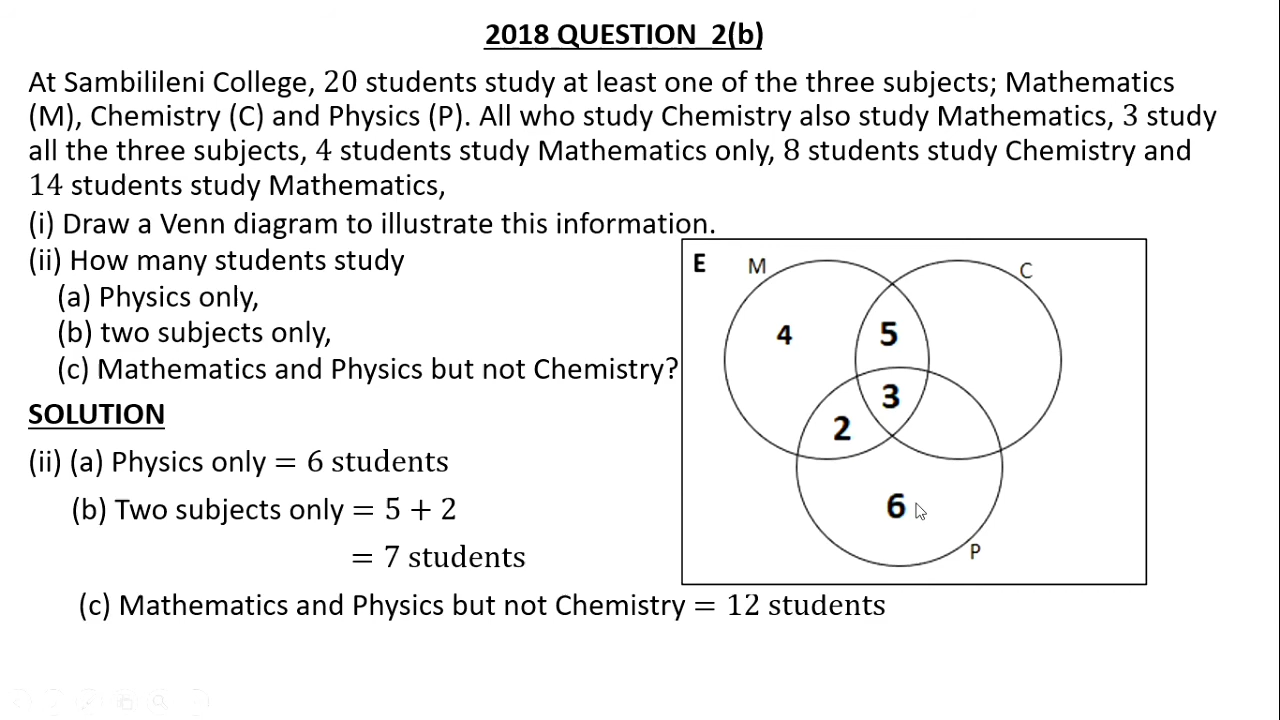 2018 QUESTION 2(b)
At Sambilileni College, 20 students study at least one of the three subjects; Mathematics
(M), Chemistry (C) and Physics (P). All who study Chemistry also study Mathematics, 3 study
all the three subjects, 4 students study Mathematics only, 8 students study Chemistry and
14 students study Mathematics,
(i) Draw a Venn diagram to illustrate this information.
(ii) How many students study
(a) Physics only,
(b) two subjects only,
(c) Mathematics and Physics but not Chemistry?
E M C
4 5
3
2
6
P
SOLUTION
(ii) (a) Physics only = 6 students
(b) Two subjects only = 5 + 2
= 7 students
(c) Mathematics and Physics but not Chemistry = 12 students